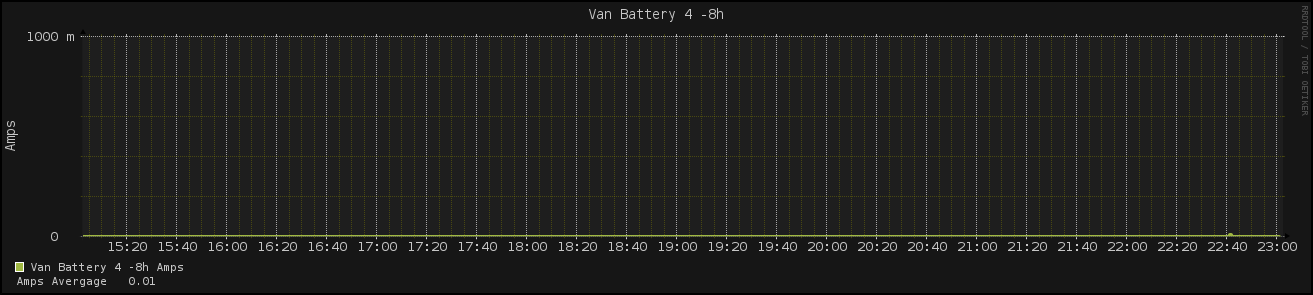 Van Battery 4 -8h
RRDTOOL / TOBI OETIKER
1000 m
Amps
0
15:20 15:40 16:00 16:20 16:40 17:00 17:20 17:40 18:00 18:20 18:40 19:00 19:20 19:40 20:00 20:20 20:40 21:00 21:20 21:40 22:00 22:20 22:40 23:00
Van Battery 4 -8h Amps
Amps Avergage 0.01